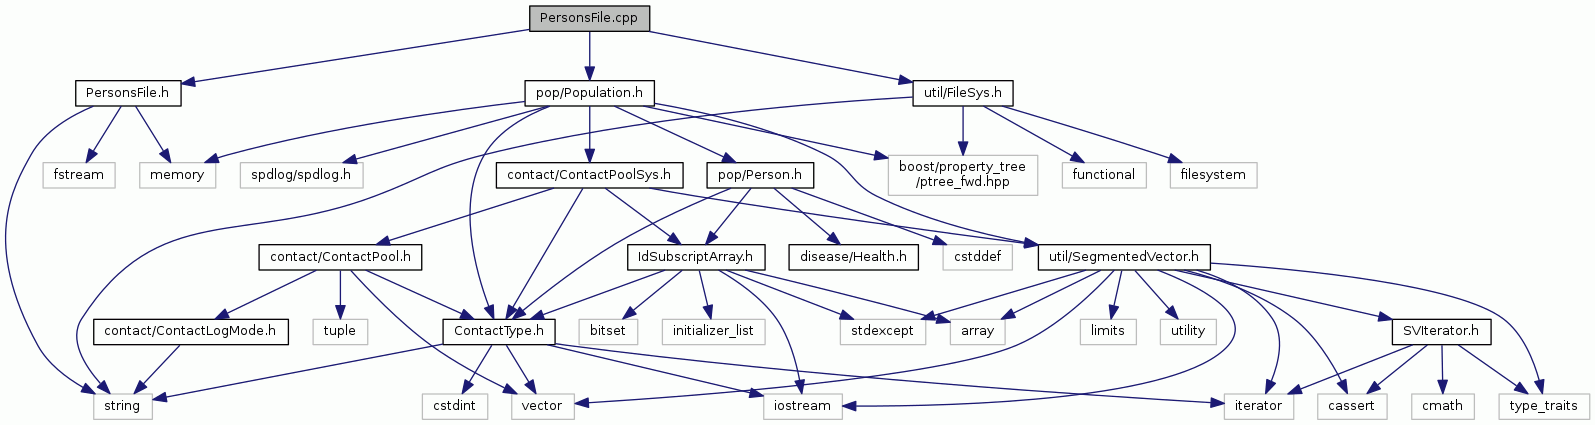 PersonsFile.cpp
PersonsFile.h
pop/Population.h
util/FileSys.h
fstream
memory
spdlog/spdlog.h
contact/ContactPoolSys.h
pop/Person.h
boost/property_tree
/ptree_fwd.hpp
functional
filesystem
contact/ContactPool.h
IdSubscriptArray.h
disease/Health.h
cstddef
util/SegmentedVector.h
contact/ContactLogMode.h
tuple
ContactType.h
bitset
initializer_list
stdexcept
array
limits
utility
SVIterator.h
string
cstdint
vector
iostream
iterator
cassert
cmath
type_traits